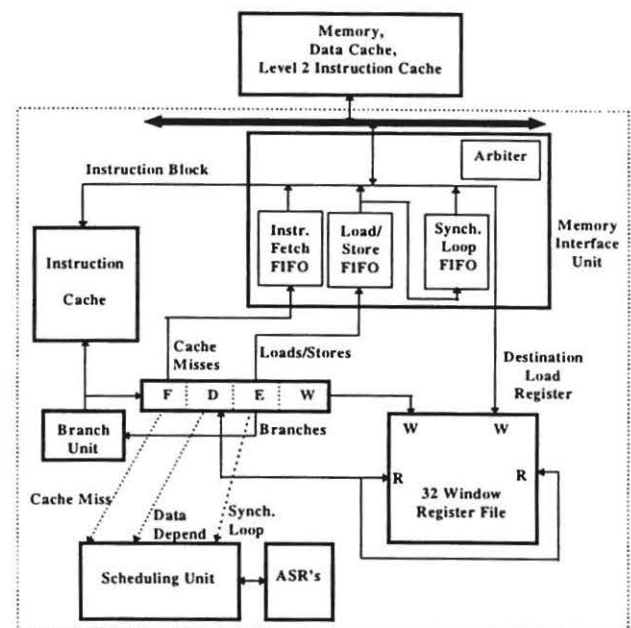 Memory,
Data Cache,
Level 2 Instruction Cache
Arbiter
Instruction Block
Instr.
Fetch
FIFO
Load/
Store
FIFO
Synch.
Loop
FIFO
Memory
Interface
Unit
Instruction
Cache
Cache
Misses
Loads/Stores
Destination
Load
Register
F D E W
Branch
Unit
Branches
W W
R R
32 Window
Register File
Cache Miss
Data
Depend
Synch.
Loop
Scheduling Unit
ASR's